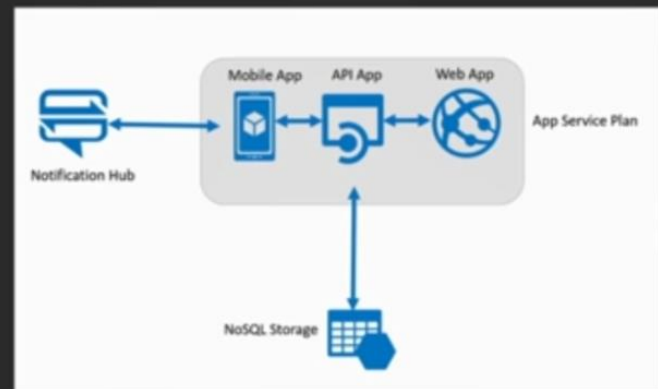 Mobile App
API App
Web App
App Service Plan
Notification Hub
NoSQL Storage